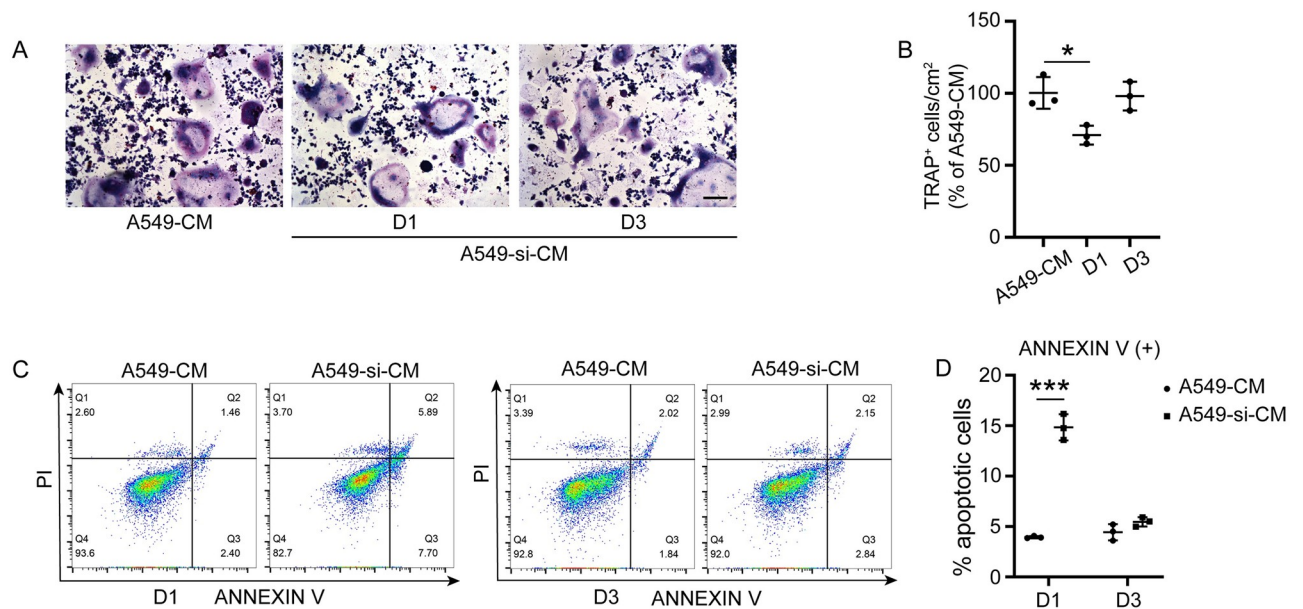 A
A549-CM
D1
D3
A549-si-CM
B
150
100
50
0
TRAP⁺ cells/cm²
(% of A549-CM)
*
A549-CM
D1
D3
C
A549-CM
A549-si-CM
A549-CM
A549-si-CM
PI
Q1
2.60
Q2
1.46
Q4
93.6
Q3
2.40
Q1
3.70
Q2
5.89
Q4
82.7
Q3
7.70
D1
ANNEXIN V
PI
Q1
3.39
Q2
2.02
Q4
92.8
Q3
1.84
Q1
2.99
Q2
2.15
Q4
92.0
Q3
2.84
D3
ANNEXIN V
D
ANNEXIN V (+)
20
15
10
5
0
% apoptotic cells
***
A549-CM
A549-si-CM
D1
D3